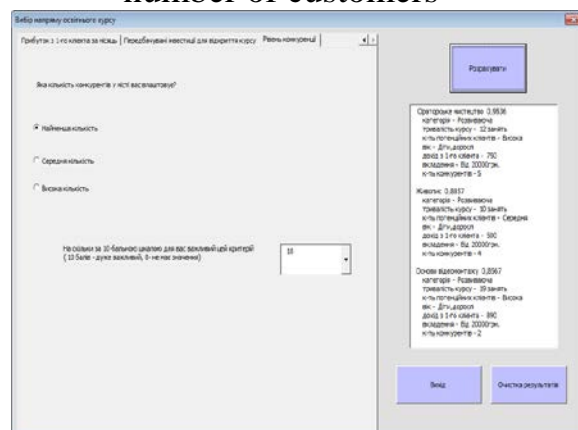 number of customers
Вибір напряму освітнього курсу
Прибуток з 1-го клієнта за місяць
Передбачувані інвестиції для відкриття курсу
Рівень конкуренції
Яка кількість конкурентів у місті вас влаштовує?
Найменша кількість
Середня кількість
Висока кількість
На скільки за 10-бальною шкалою для вас важливий цей критерій
( 10 балів - дуже важливий, 0- не має значення)
10
Розрахувати
Ораторське мистецтво 0,9836
категорія - Розвиваюча
тривалість курсу - 12 занять
к-ть потенційних клієнтів - Висока
вік - Діти,дорослі
дохід з 1-го клієнта - 750
вкладення - Від 20000грн.
к-ть конкурентів - 5
Живопис 0,8857
категорія - Розвиваюча
тривалість курсу - 10 занять
к-ть потенційних клієнтів - Середня
вік - Діти,дорослі
дохід з 1-го клієнта - 590
вкладення - Від 20000грн.
к-ть конкурентів - 4
Основи відеомонтажу 0,8567
категорія - Розвиваюча
тривалість курсу - 19 занять
к-ть потенційних клієнтів - Висока
вік - Діти,дорослі
дохід з 1-го клієнта - 890
вкладення - Від 20000грн.
к-ть конкурентів - 2
Вихід
Очистка результатів